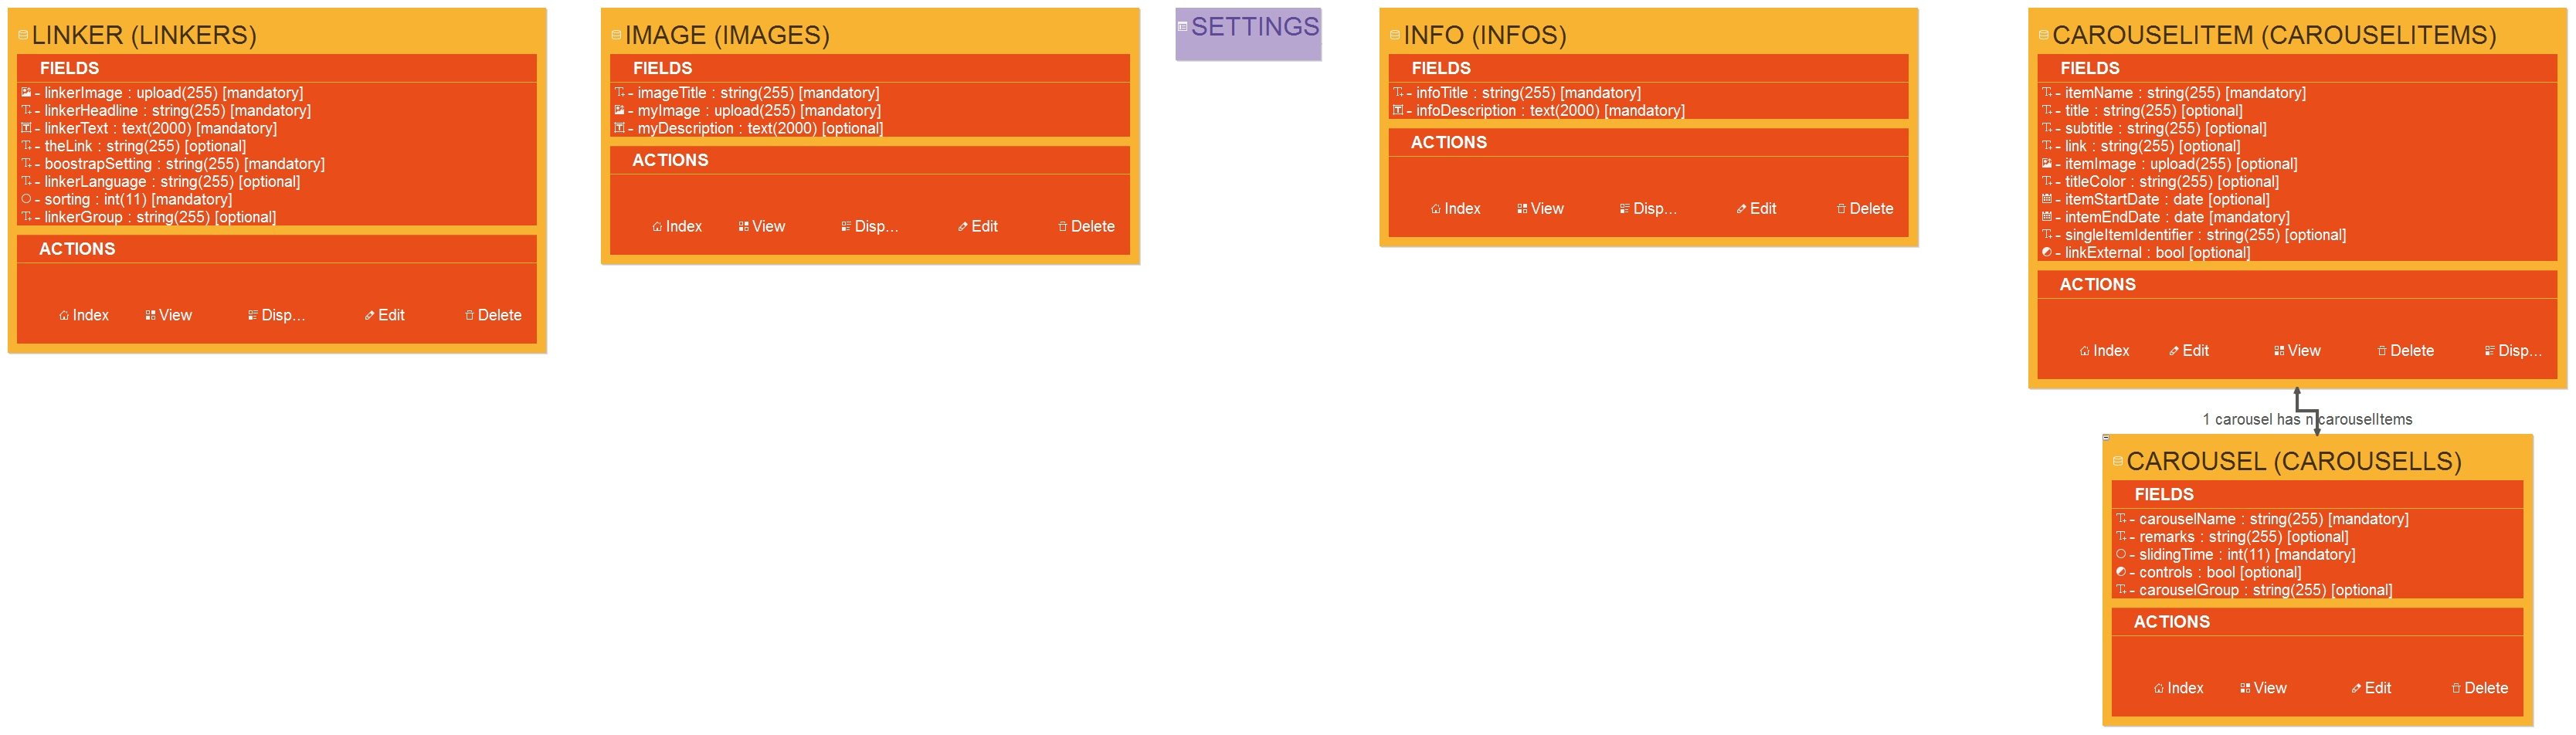 LINKER (LINKERS)
FIELDS
- linkerImage : upload(255) [mandatory]
- linkerHeadline : string(255) [mandatory]
- linkerText : text(2000) [mandatory]
- theLink : string(255) [optional]
- boostrapSetting : string(255) [mandatory]
- linkerLanguage : string(255) [optional]
- sorting : int(11) [mandatory]
- linkerGroup : string(255) [optional]
ACTIONS
Index View Disp... Edit Delete
IMAGE (IMAGES)
FIELDS
- imageTitle : string(255) [mandatory]
- myImage : upload(255) [mandatory]
- myDescription : text(2000) [optional]
ACTIONS
Index View Disp... Edit Delete
SETTINGS
INFO (INFOS)
FIELDS
- infoTitle : string(255) [mandatory]
- infoDescription : text(2000) [mandatory]
ACTIONS
Index View Disp... Edit Delete
CAROUSELITEM (CAROUSELITEMS)
FIELDS
- itemName : string(255) [mandatory]
- title : string(255) [optional]
- subtitle : string(255) [optional]
- link : string(255) [optional]
- itemImage : upload(255) [optional]
- titleColor : string(255) [optional]
- itemStartDate : date [optional]
- intemEndDate : date [mandatory]
- singleItemIdentifier : string(255) [optional]
- linkExternal : bool [optional]
ACTIONS
Index Edit View Delete Disp...
1 carousel has n carouselItems
CAROUSEL (CAROUSELLS)
FIELDS
- carouselName : string(255) [mandatory]
- remarks : string(255) [optional]
- slidingTime : int(11) [mandatory]
- controls : bool [optional]
- carouselGroup : string(255) [optional]
ACTIONS
Index View Edit Delete